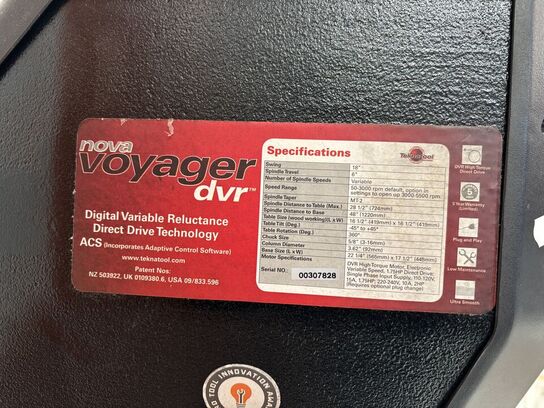 nova
voyager
dvr™
Digital Variable Reluctance
Direct Drive Technology
ACS (Incorporates Adaptive Control Software)
www.teknatool.com
Patent Nos:
NZ 503922, UK 0109380.6, USA 09/833.596
Specifications
Teknatool
Swing 18"
Spindle Travel 6"
Number of Spindle Speeds Variable
Speed Range 50-3000 rpm default, option in
settings to open up 3000-5500 rpm.
Spindle Taper MT-2
Spindle Distance to Table (Max.) 28 1/2" (724mm)
Spindle Distance to Base 48" (1220mm)
Table Size (wood working)(L x W) 16 1/2" (419mm) x 16 1/2" (419mm)
Table Tilt (Deg.) -45° to +45°
Table Rotation (Deg.) 360°
Chuck Size 5/8" (3-16mm)
Column Diameter 3.62" (92mm)
Base Size (L x W) 22 1/4" (565mm) x 17 1/2" (445mm)
Motor Specifications DVR High Torque Motor, Electronic
Variable Speed, 1.75HP Direct Drive:
Single Phase Input Supply, 110-120V,
15A, 1.75HP; 220-240V, 10A, 2HP
(Requires optional plug change)
Serial NO.: 00307828
DVR High Torque
Direct Drive
5
5 Year Warranty
(Limited)
Plug and Play
Low Maintenance
Ultra Smooth
TOOL INNOVATION AWA